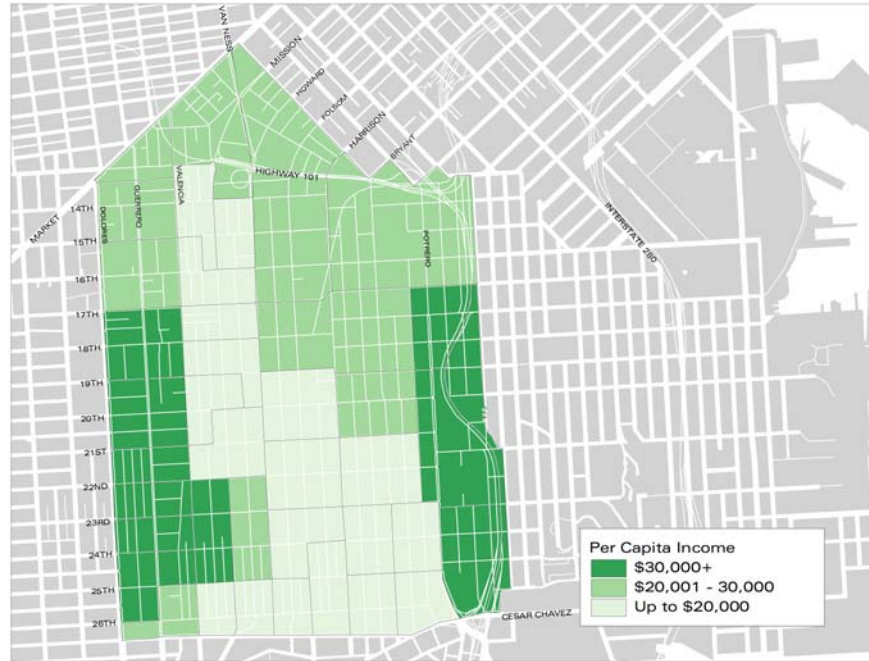 VAN NESS
MISSION
HOWARD
FOLSOM
HARRISON
BRYANT
HIGHWAY 101
VALENCIA
GUERRERO
DOLORES
MARKET
POTRERO
INTERSTATE 280
14TH
15TH
16TH
17TH
18TH
19TH
20TH
21ST
22ND
23RD
24TH
25TH
26TH
CESAR CHAVEZ
Per Capita Income
$30,000+
$20,001 - 30,000
Up to $20,000